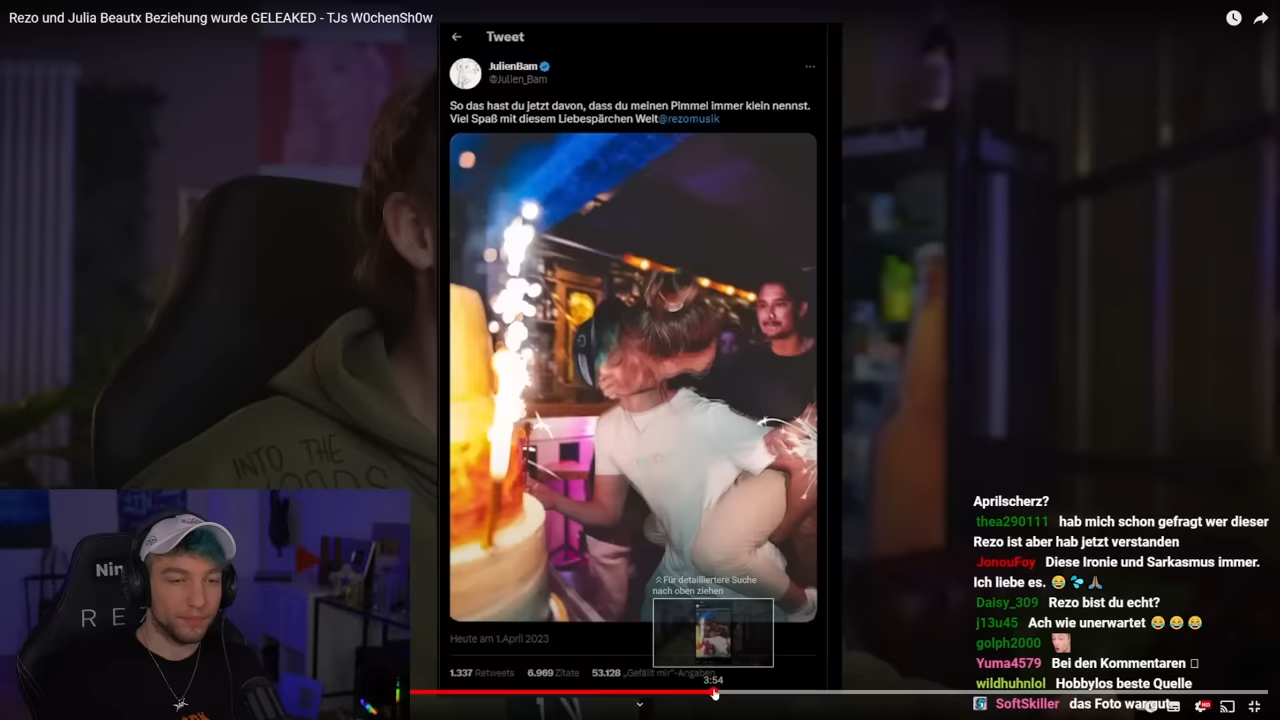 Rezo und Julia Beautx Beziehung wurde GELEAKED - TJs W0chenSh0w
Tweet
JulienBam
@Julien_Bam
So das hast du jetzt davon, dass du meinen Pimmel immer klein nennst.
Viel Spaß mit diesem Liebespärchen Welt@rezomusik
INTO THE
WOODS
Für detailliertere Suche
nach oben ziehen
Heute am 1.April 2023
1.337 Retweets 6.969 Zitate 53.128 „Gefällt mir“-Angaben
3:54
Nin
R E
Aprilscherz?
thea290111 hab mich schon gefragt wer dieser
Rezo ist aber hab jetzt verstanden
JonouFoy Diese Ironie und Sarkasmus immer.
Ich liebe es. 😂 💦 🙏🏽
Daisy_309 Rezo bist du echt?
j13u45 Ach wie unerwartet 😂 😂 😂
golph2000
Yuma4579 Bei den Konmentaren
wildhuhnlol Hobbylos beste Quelle
SoftSkiller das Foto wargut
HD